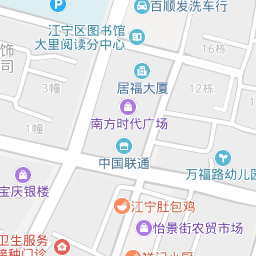 百顺发洗车行
江宁区图书馆
大里阅读分中心
16栋
饰
司
居福大厦
3幢
12栋
南方时代广场
1幢
中国联通
万福路幼儿园
宝庆银楼
江宁肚包鸡
怡景街农贸市场
卫生服务